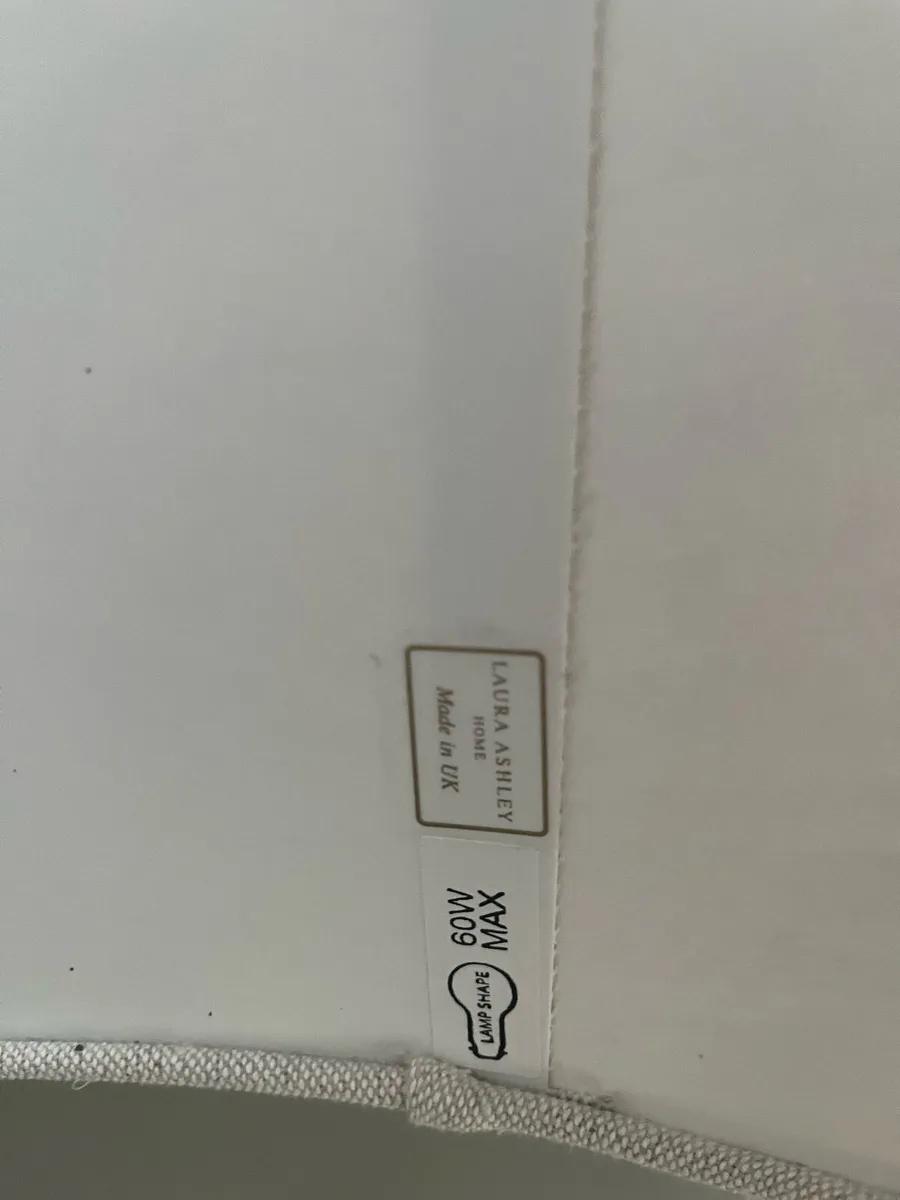 LAURA ASHLEY
HOME
Made in UK
60W
MAX
LAMP SHAPE